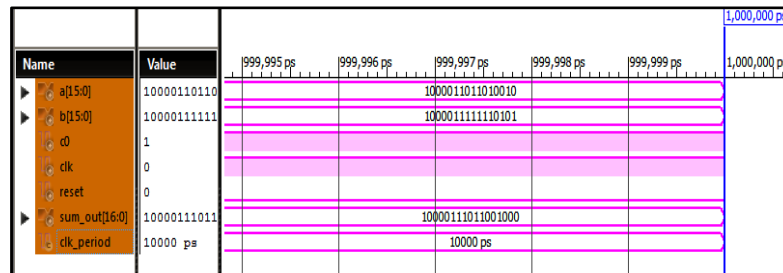 1,000,000 ps
Name Value 999,995 ps 999,996 ps 999,997 ps 999,998 ps 999,999 ps 1,000,000 p
a[15:0] 10000110110 1000011011010010
b[15:0] 10000111111 1000011111110101
c0 1
clk 0
reset 0
sum_out[16:0] 10000111011 10000111011001000
clk_period 10000 ps 10000 ps